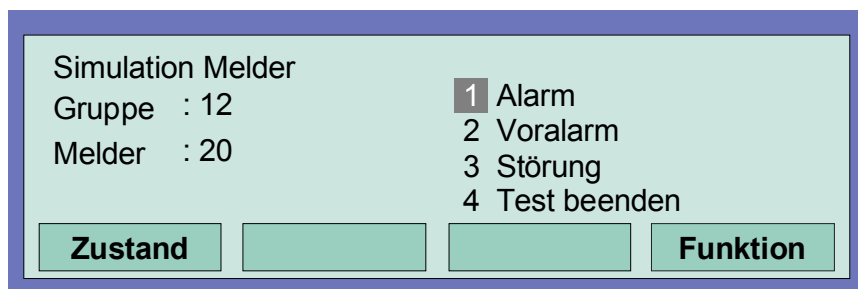 Simulation Melder
Gruppe : 12
Melder : 20
1 Alarm
2 Voralarm
3 Störung
4 Test beenden
Zustand
Funktion